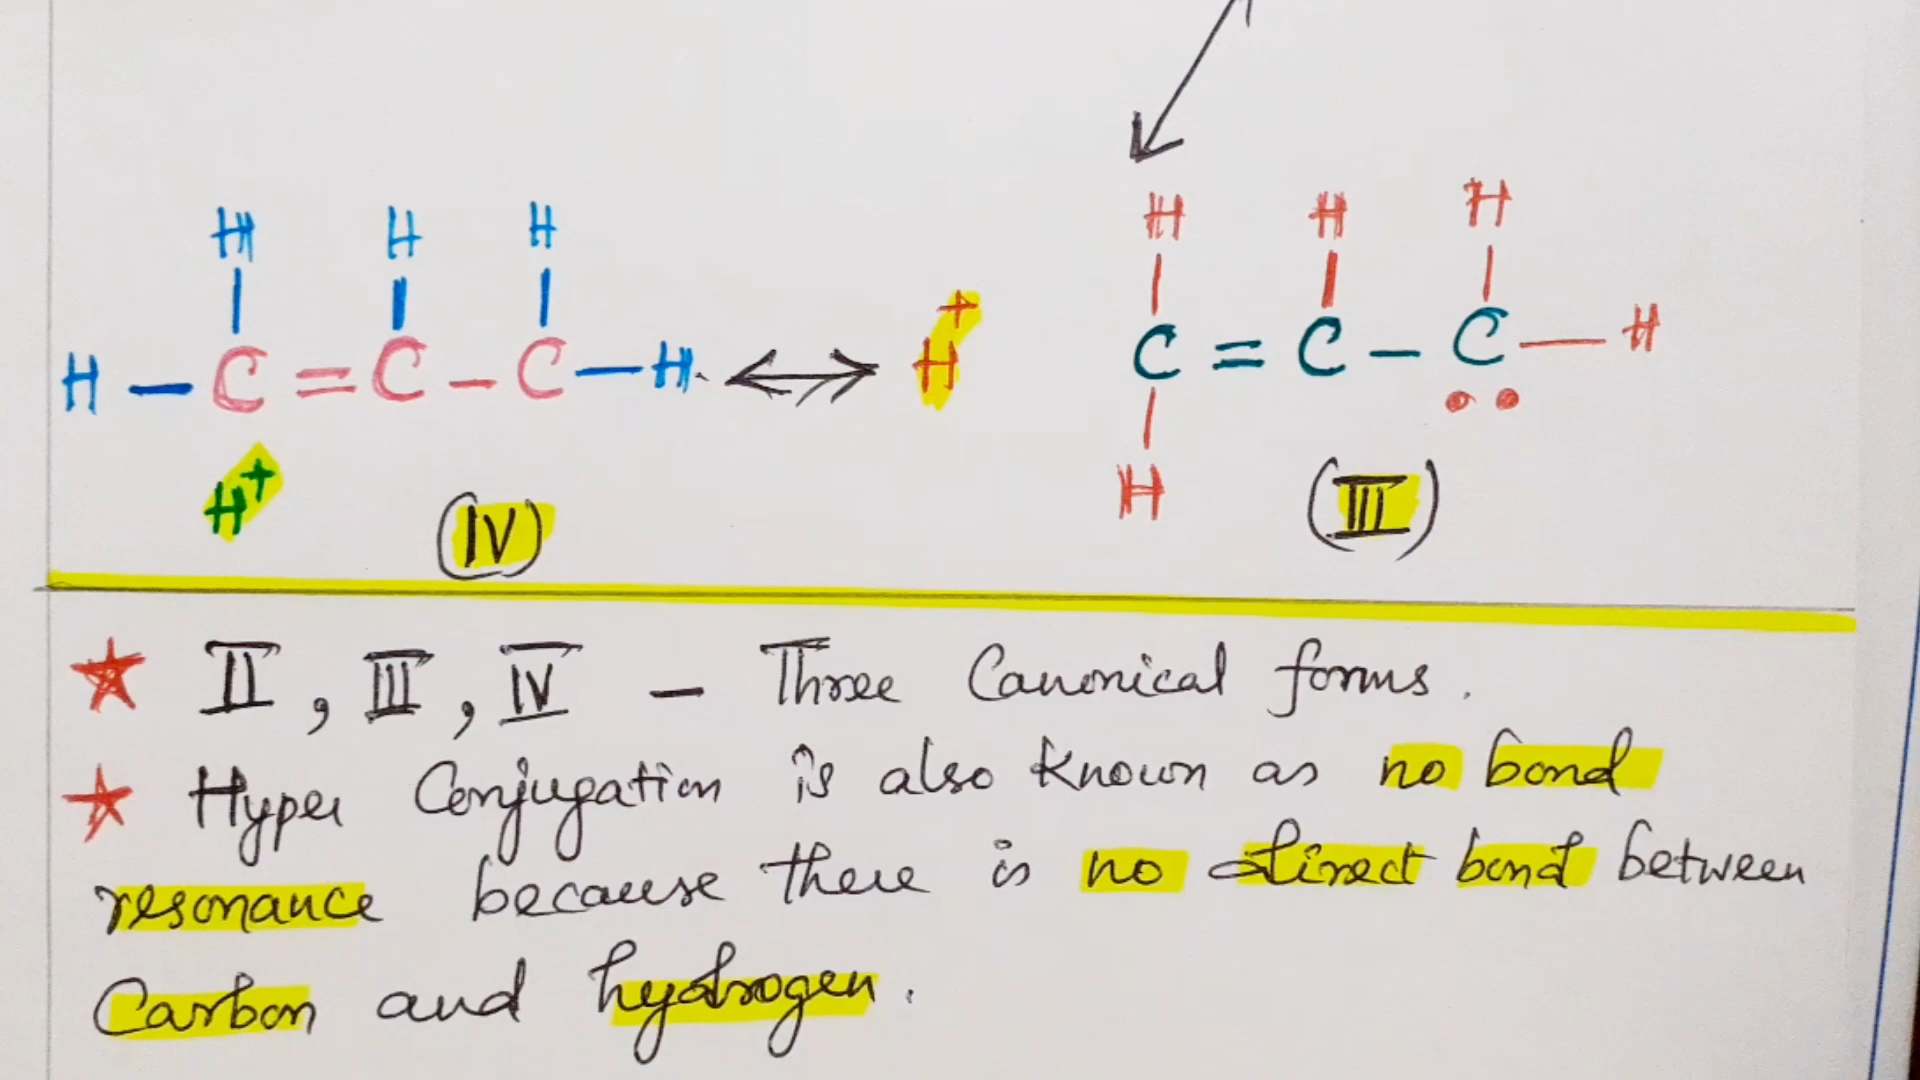 H H H H H H
H – C = C – C – H. ⟷ H+ C = C – C – H
H+ (IV) H (III)
★ II, III, IV – Three Canonical forms.
★ Hyper Conjugation is also known as no bond
resonance because there is no direct bond between
Carbon and hydrogen.